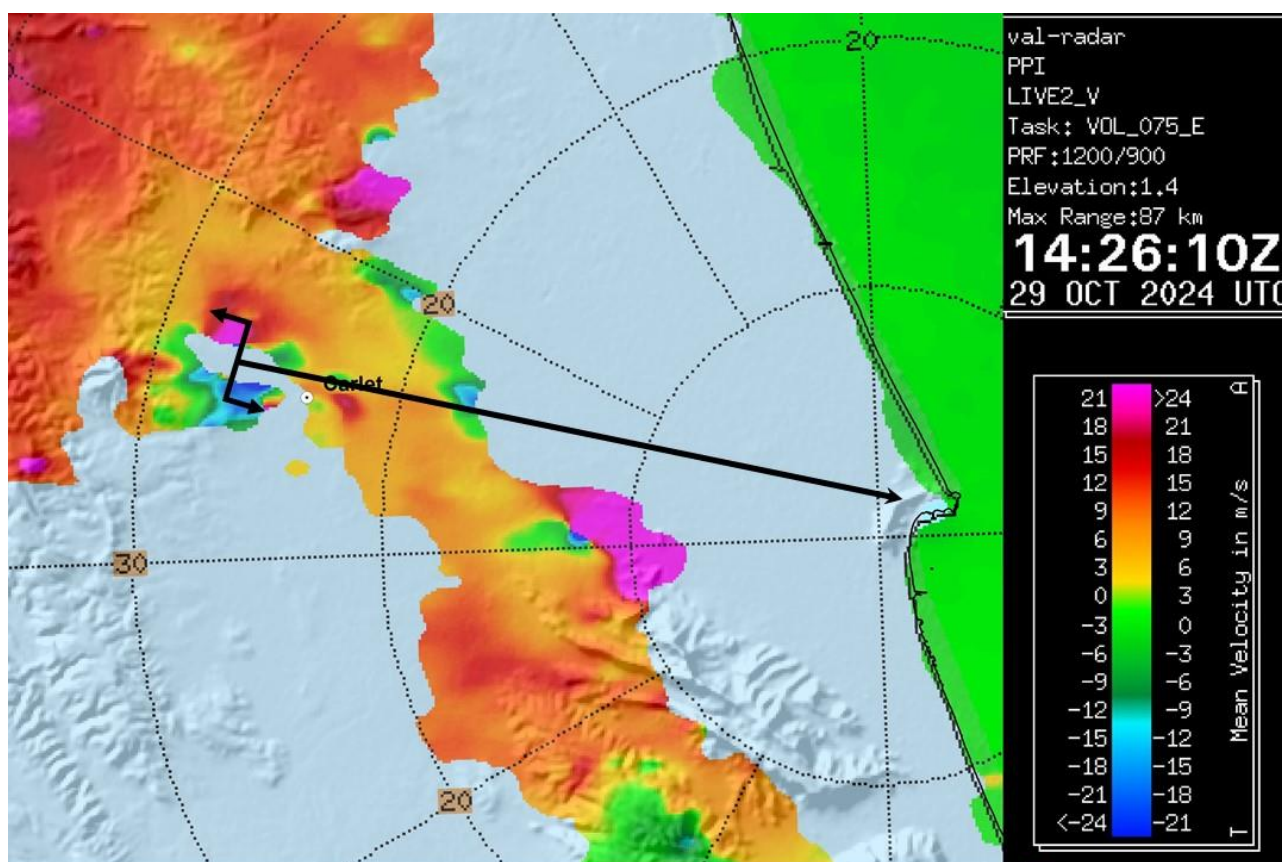 20
20
Carlet
30
20
val-radar
PPI
LIVE2_V
Task: VOL_075_E
PRF:1200/900
Elevation:1.4
Max Range:87 km
14:26:10Z
29 OCT 2024 UTC
A
21 >24
18 21
15 18
12 15
9 12
6 9
3 6
0 3
-3 0
-6 -3
-9 -6
-12 -9
-15 -12
-18 -15
-21 -18
<-24 -21
T
Mean Velocity in m/s